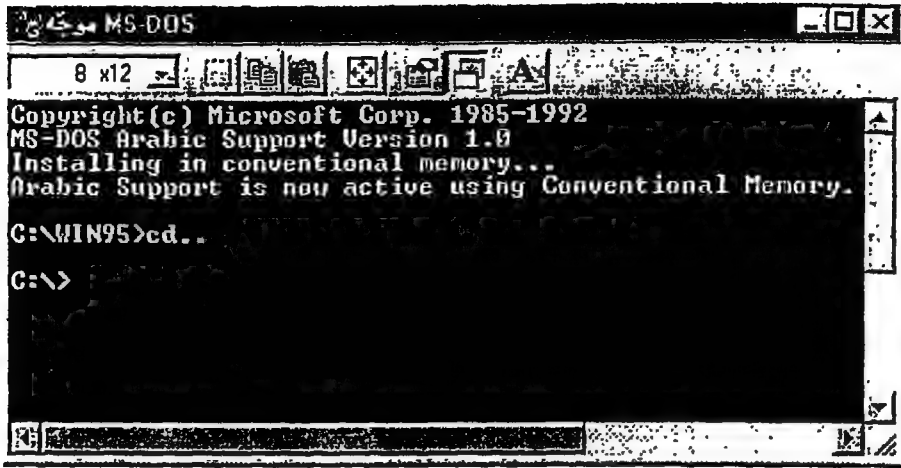 موجّه MS-DOS
8 x12
A
Copyright(c) Microsoft Corp. 1985-1992
MS-DOS Arabic Support Version 1.0
Installing in conventional memory...
Arabic Support is now active using Conventional Memory.
C:\WIN95>cd..
C:\>